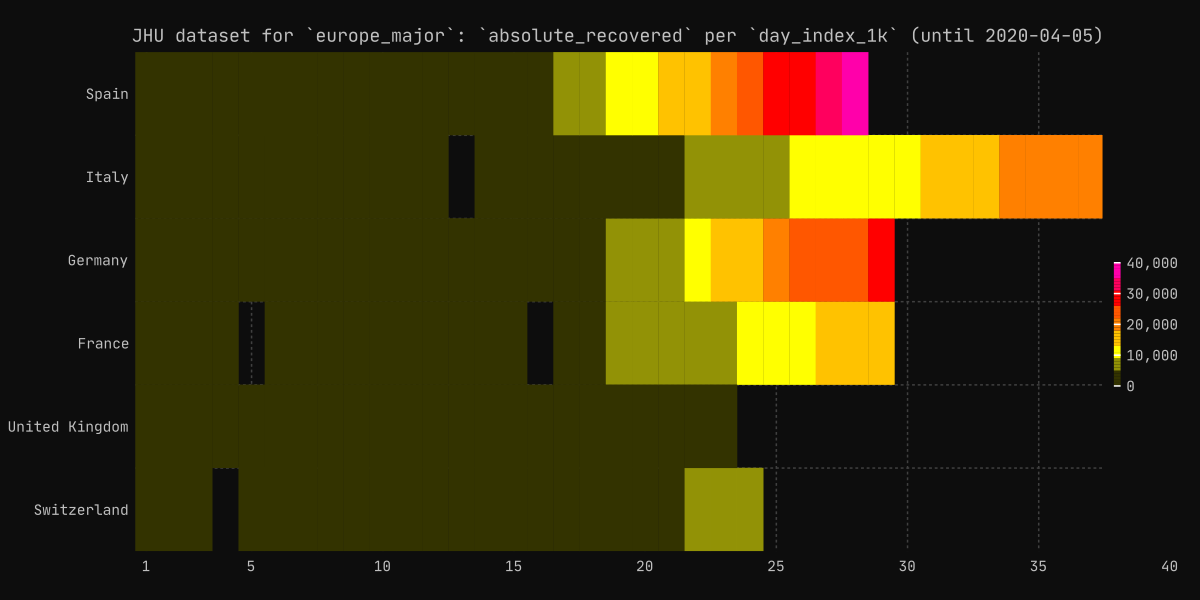 JHU dataset for `europe_major`: `absolute_recovered` per `day_index_1k` (until 2020-04-05)
Spain
Italy
Germany
France
United Kingdom
Switzerland
40,000
30,000
20,000
10,000
0
1 5 10 15 20 25 30 35 40